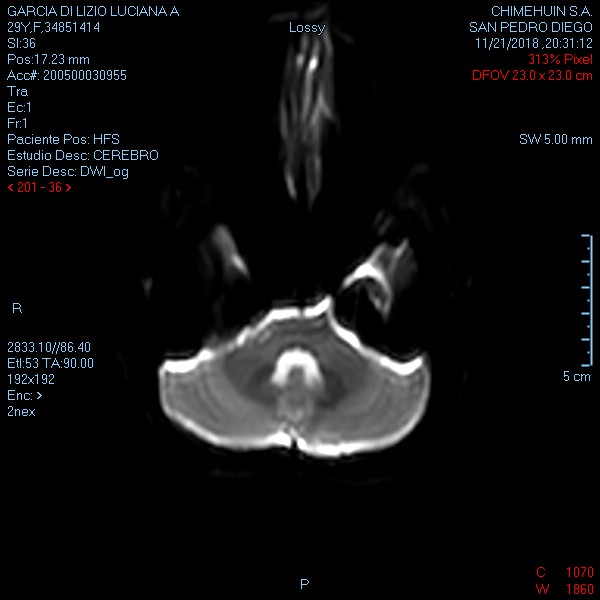 GARCIA DI LIZIO LUCIANA A
29Y,F,34851414
Sl:36
Pos:17.23 mm
Acc#: 200500030955
Tra
Ec:1
Fr:1
Paciente Pos: HFS
Estudio Desc: CEREBRO
Serie Desc: DWI_og
< 201 - 36 >
Lossy
CHIMEHUIN S.A.
SAN PEDRO DIEGO
11/21/2018 ,20:31:12
313% Pixel
DFOV 23.0 x 23.0 cm
SW 5.00 mm
R
2833.10//86.40
Etl:53 TA:90.00
192x192
Enc: >
2nex
5 cm
P
C 1070
W 1860